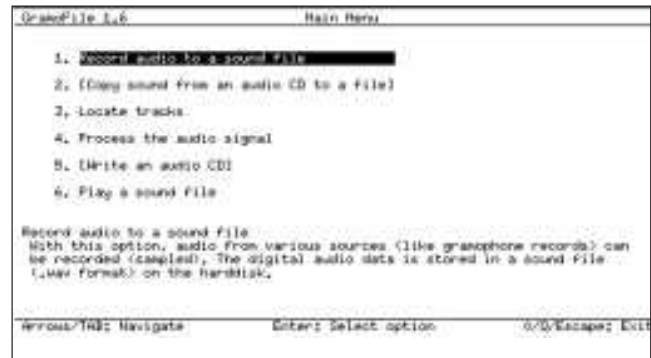 GramoFile 1.6 Main Menu
1. Record audio to a sound file
2. [Copy sound from an audio CD to a file]
3. Locate tracks
4. Process the audio signal
5. [Write an audio CD]
6. Play a sound file
Record audio to a sound file
With this option, audio from various sources (like gramophone records) can
be recorded (sampled). The digital audio data is stored in a sound file
(.wav format) on the harddisk.
Arrows/TAB: Navigate Enter: Select option 0/Q/Escape: Exit